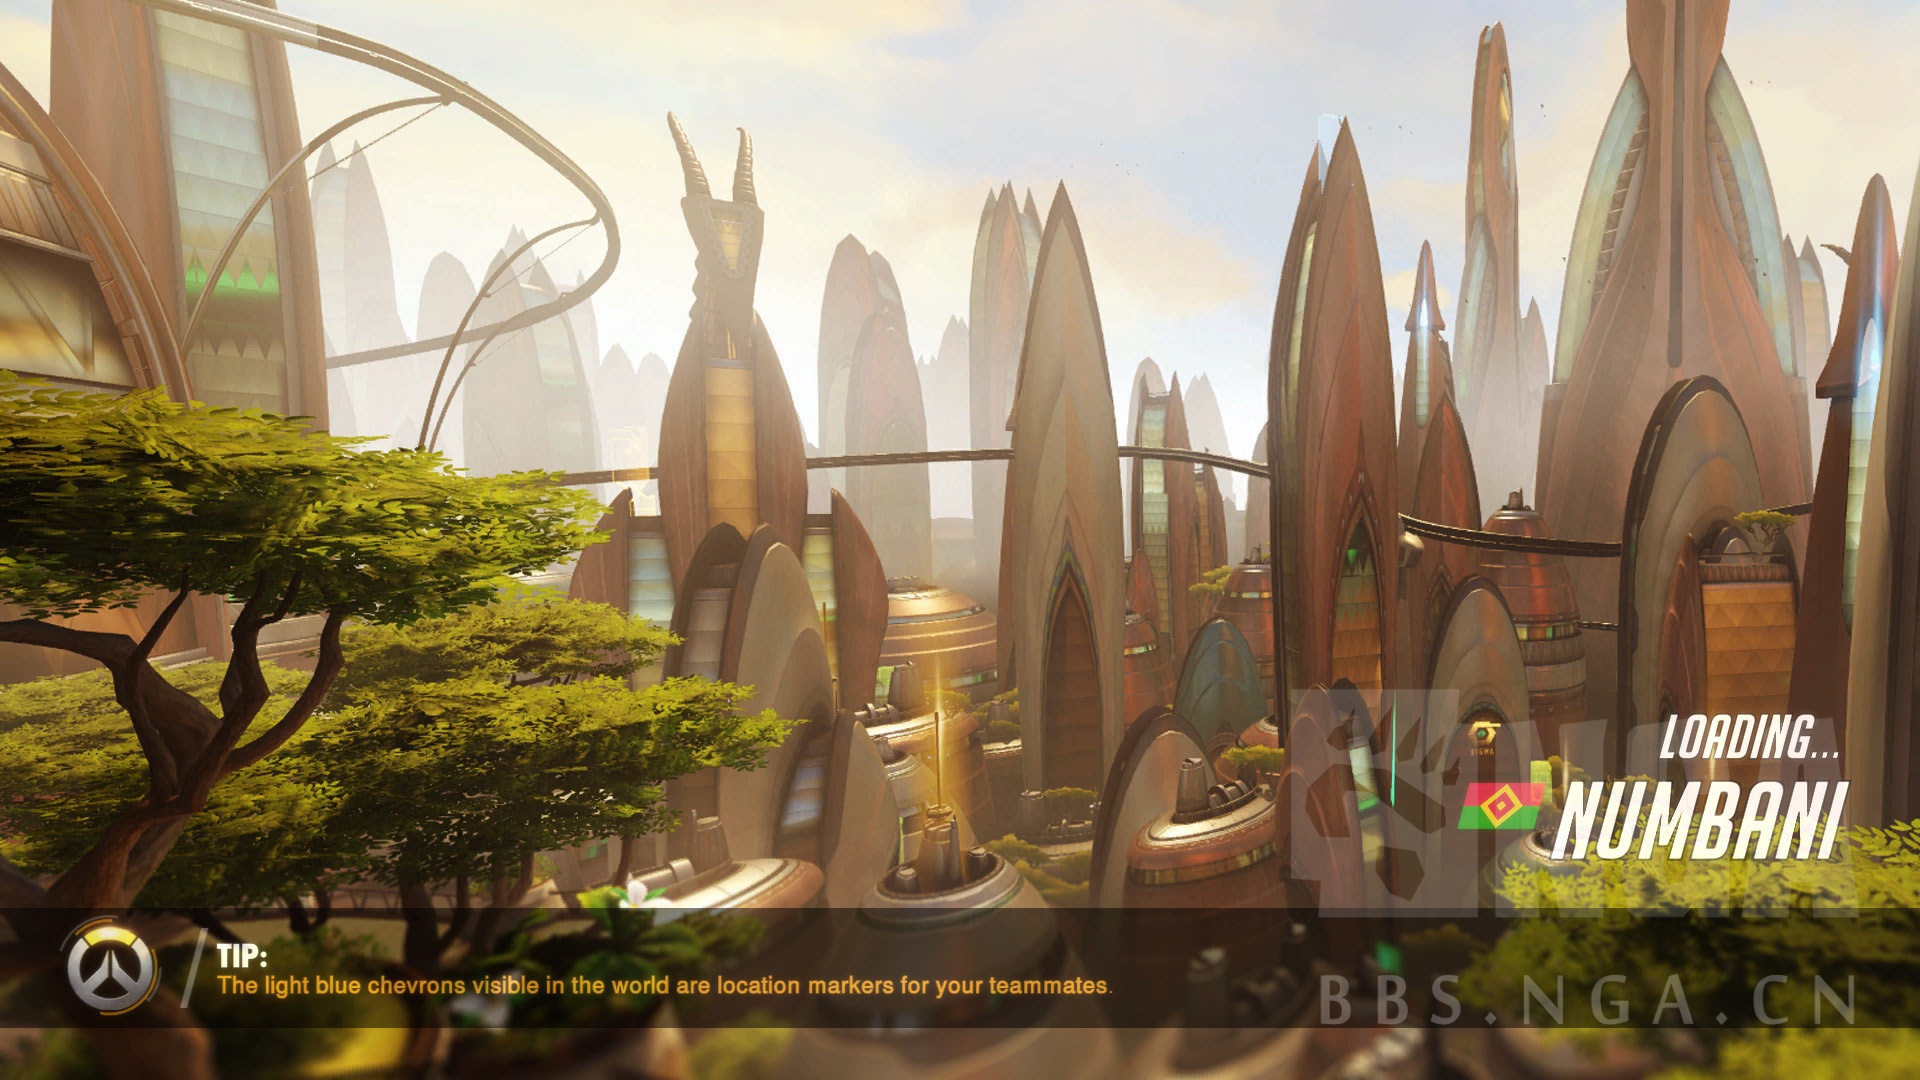 LOADING...
NUMBANI
TIP:
The light blue chevrons visible in the world are location markers for your teammates.
NGA
BBS.NGA.CN